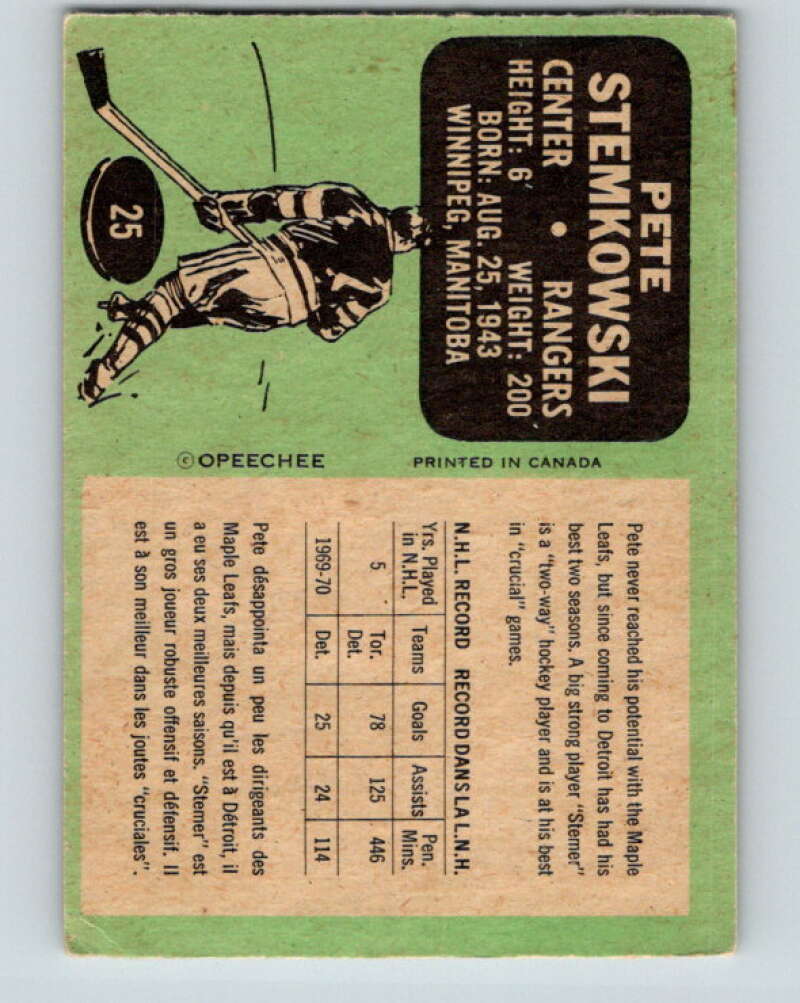 PETE
STEMKOWSKI
CENTER • RANGERS
HEIGHT: 6' WEIGHT: 200
BORN: AUG. 25, 1943
WINNIPEG, MANITOBA
25
© OPEECHEE PRINTED IN CANADA
Pete never reached his potential with the Maple
Leafs, but since coming to Detroit has had his
best two seasons. A big strong player "Stemer"
is a "two-way" hockey player and is at his best
in "crucial" games.
N.H.L. RECORD RECORD DANS LA L.N.H.
Yrs. Played in N.H.L. Teams Goals Assists Pen. Mins.
5 Tor. Det. 78 125 446
1969-70 Det. 25 24 114
Pete désappointa un peu les dirigeants des
Maple Leafs, mais depuis qu'il est à Détroit, il
a eu ses deux meilleures saisons. "Stemer" est
un gros joueur robuste offensif et défensif. Il
est à son meilleur dans les joutes "cruciales".